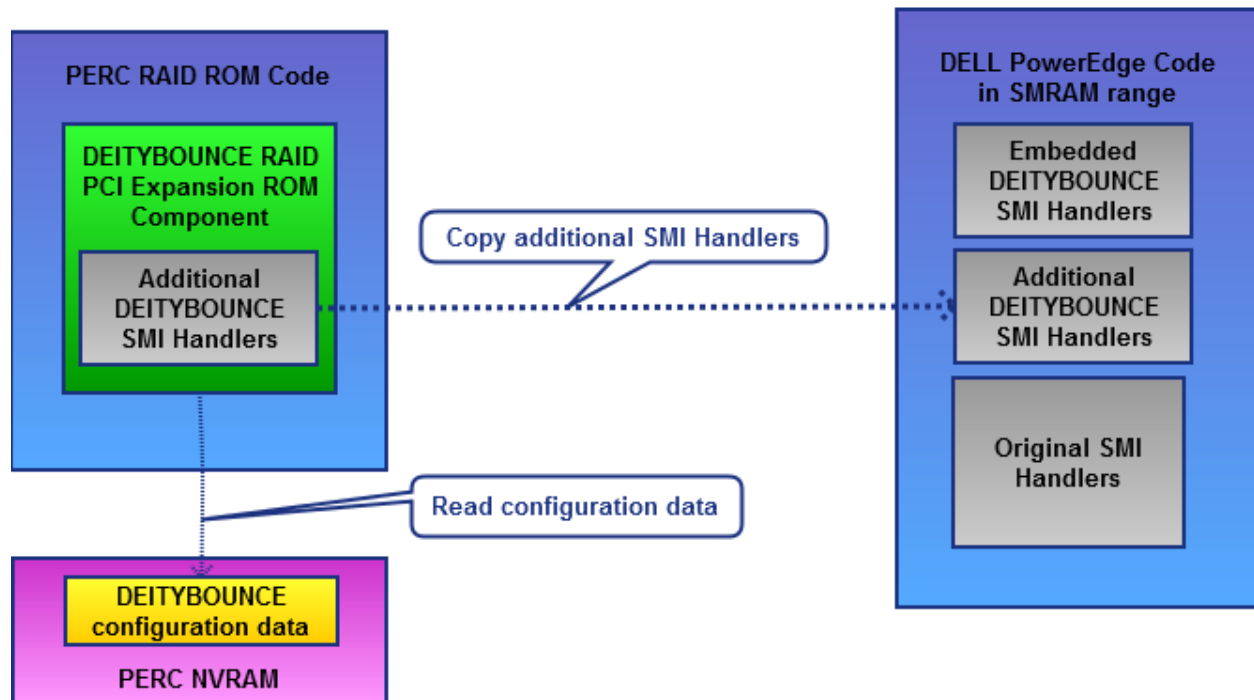 PERC RAID ROM Code
DEITYBOUNCE RAID
PCI Expansion ROM
Component
Additional
DEITYBOUNCE
SMI Handlers
Copy additional SMI Handlers
DELL PowerEdge Code
in SMRAM range
Embedded
DEITYBOUNCE
SMI Handlers
Additional
DEITYBOUNCE
SMI Handlers
Original SMI
Handlers
Read configuration data
DEITYBOUNCE
configuration data
PERC NVRAM